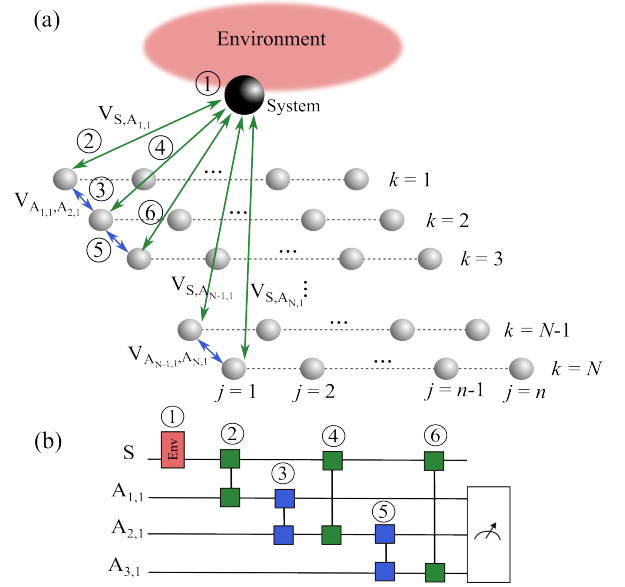 (a)
Environment
①
System
V_{S,A_{1,1}}
②
④
③
... k = 1
V_{A_{1,1},A_{2,1}}
⑥
... k = 2
⑤
... k = 3
V_{S,A_{N-1,1}}
V_{S,A_{N,1}} ⋮
... k = N-1
V_{A_{N-1,1},A_{N,1}}
... k = N
j = 1 j = 2 j = n-1 j = n
(b)
① ② ④ ⑥
S Env
③
A_{1,1}
⑤
A_{2,1}
A_{3,1}